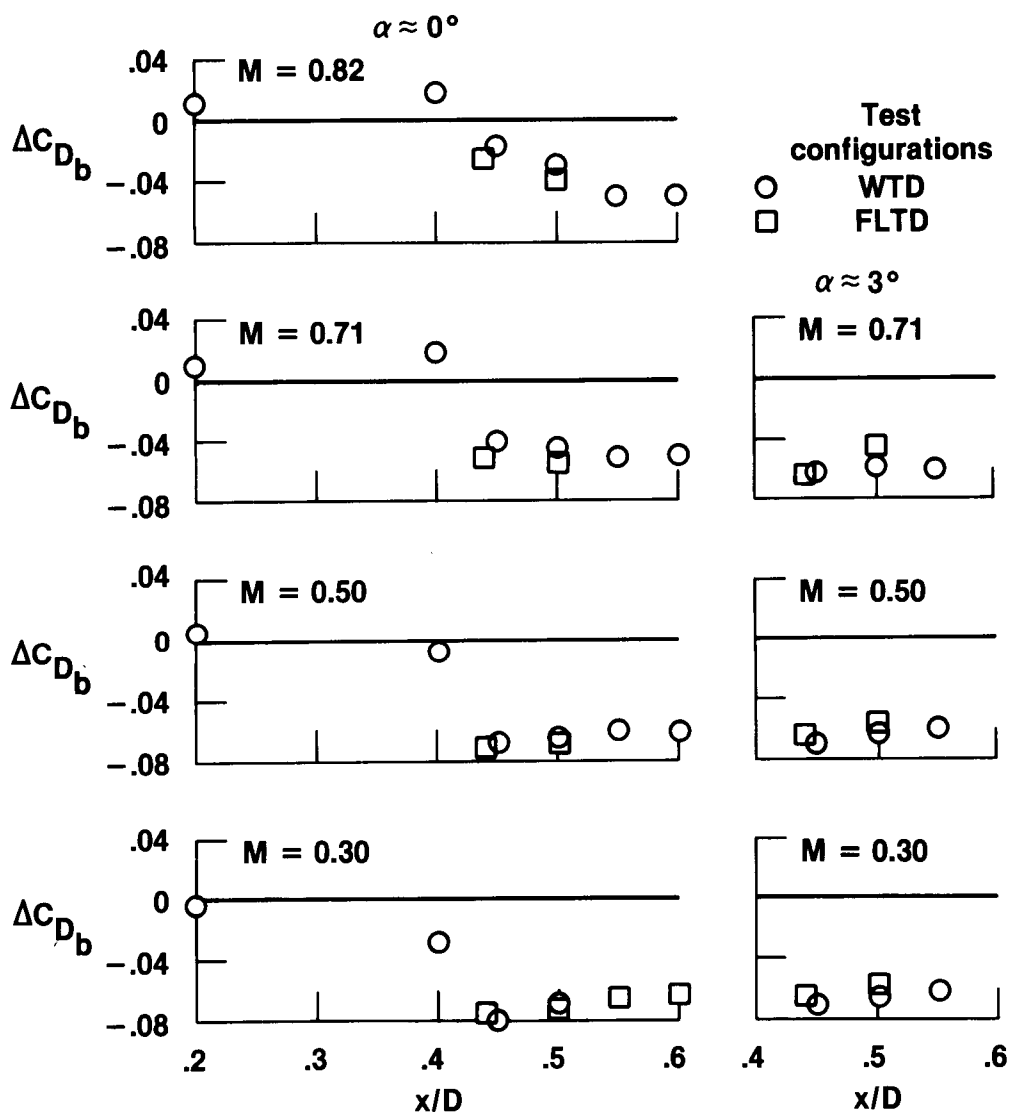 α ≈ 0°
.04
M = 0.82
ΔC_D_b
0
−.04
−.08
Test
configurations
WTD
FLTD
α ≈ 3°
.04
M = 0.71
ΔC_D_b
0
−.04
−.08
M = 0.71
.04
M = 0.50
ΔC_D_b
0
−.04
−.08
M = 0.50
.04
M = 0.30
ΔC_D_b
0
−.04
−.08
M = 0.30
.2 .3 .4 .5 .6
x/D
.4 .5 .6
x/D